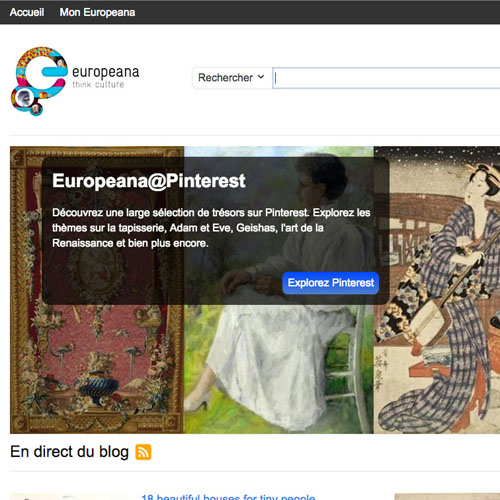 Accueil Mon Europeana
europeana
think culture
Rechercher
Europeana@Pinterest
Découvrez une large sélection de trésors sur Pinterest. Explorez les
thèmes sur la tapisserie, Adam et Eve, Geishas, l'art de la
Renaissance et bien plus encore.
Explorez Pinterest
En direct du blog
18 beautiful houses for tiny people